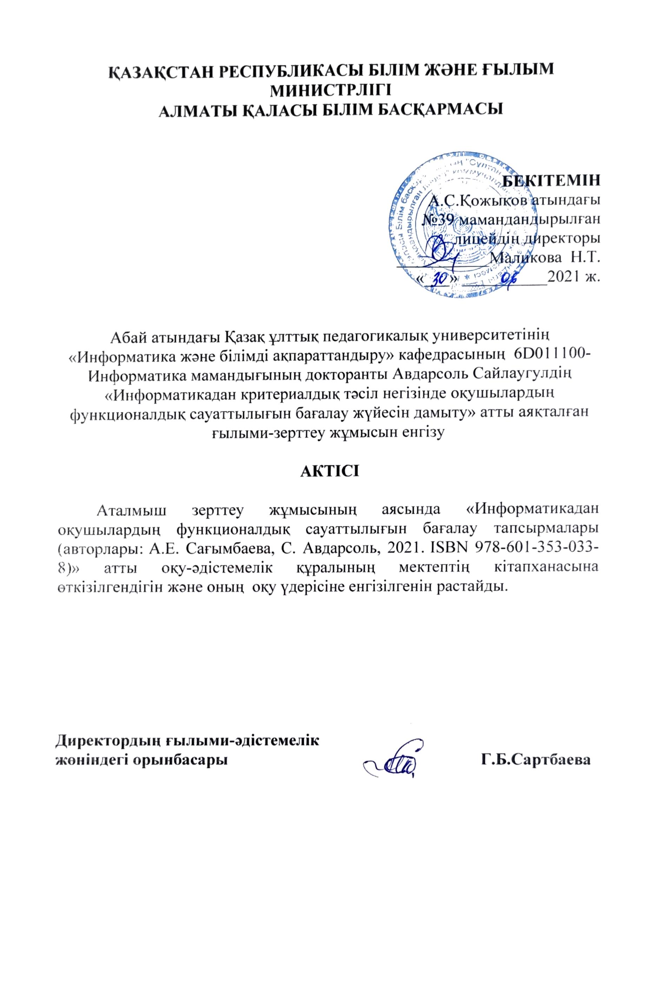 ҚАЗАҚСТАН РЕСПУБЛИКАСЫ БІЛІМ ЖӘНЕ ҒЫЛЫМ
МИНИСТРЛІГІ
АЛМАТЫ ҚАЛАСЫ БІЛІМ БАСҚАРМАСЫ
БЕКІТЕМІН
А.С.Қожықов атындағы
№39 мамандандырылған
лицейдің директоры
Маликова Н.Т.
«30» 2021 ж.
Абай атындағы Қазақ ұлттық педагогикалық университетінің
«Информатика және білімді ақпараттандыру» кафедрасының 6D011100-
Информатика мамандығының докторанты Авдарсоль Сайлаугулдің
«Информатикадан критериалдық тәсіл негізінде оқушылардың
функционалдық сауаттылығын бағалау жүйесін дамыту» атты аяқталған
ғылыми-зерттеу жұмысын енгізу
АКТІСІ
Аталмыш зерттеу жұмысының аясында «Информатикадан
оқушылардың функционалдық сауаттылығын бағалау тапсырмалары
(авторлары: А.Е. Сағымбаева, С. Авдарсоль, 2021. ISBN 978-601-353-033-
8)» атты оқу-әдістемелік құралының мектептің кітапханасына
өткізілгендігін және оның оқу үдерісіне енгізілгенін растайды.
Директордың ғылыми-әдістемелік
жөніндегі орынбасары Г.Б.Сартбаева